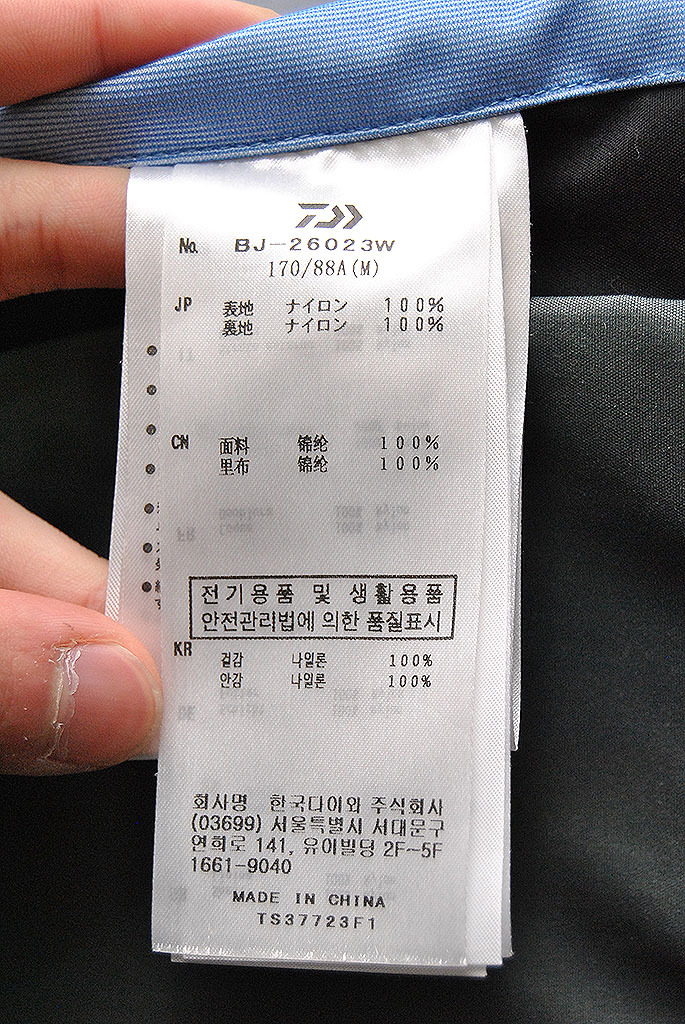 No. BJ-26023W
170/88A(M)
JP 表地 ナイロン 100%
裏地 ナイロン 100%
CN 面料 锦纶 100%
里布 锦纶 100%
전기용품 및 생활용품
안전관리법에 의한 품질표시
KR 겉감 나일론 100%
안감 나일론 100%
회사명 한국다이와 주식회사
(03699) 서울특별시 서대문구
연희로 141, 유아빌딩 2F~5F
1661-9040
MADE IN CHINA
TS37723F1